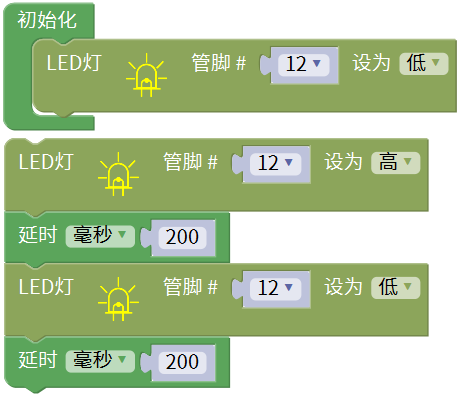 初始化
LED灯 管脚 # 12 设为 低
LED灯 管脚 # 12 设为 高
延时 毫秒 200
LED灯 管脚 # 12 设为 低
延时 毫秒 200